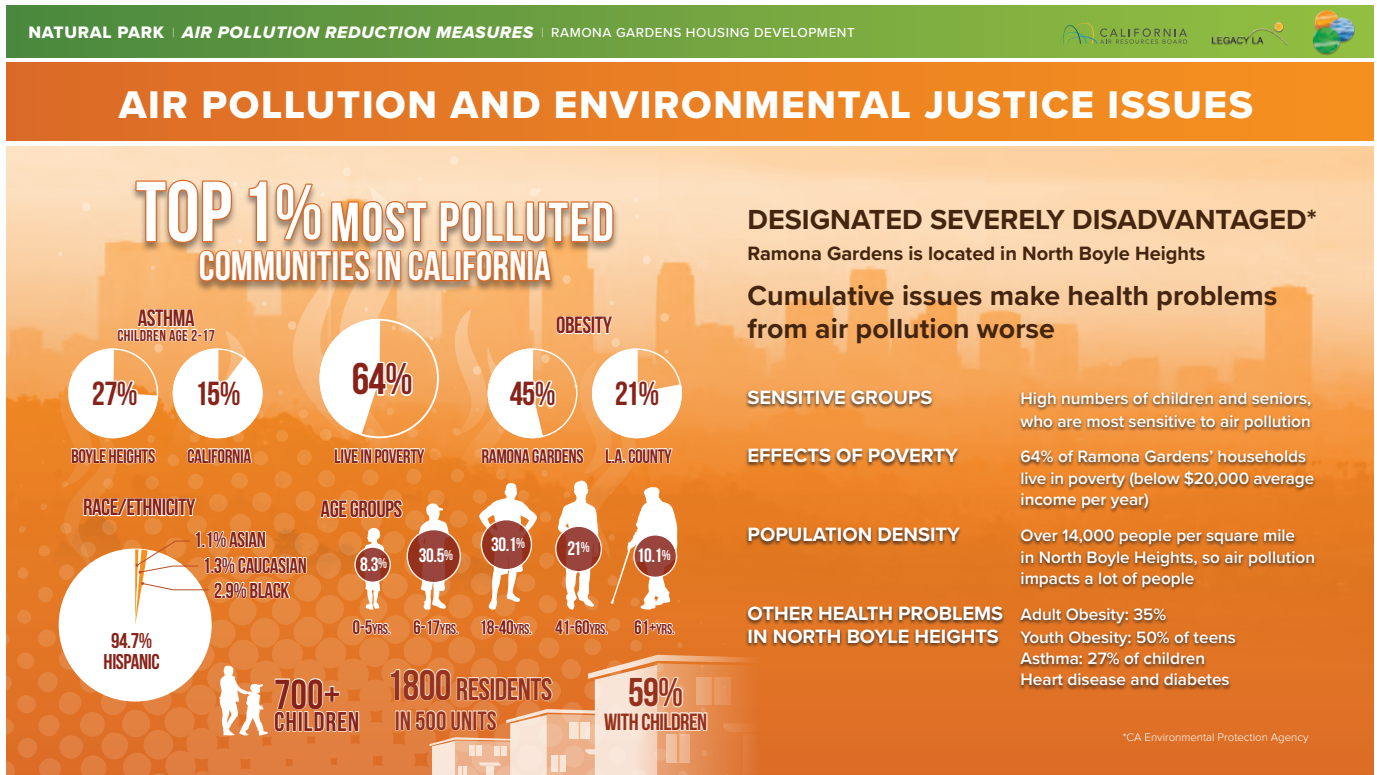 NATURAL PARK | AIR POLLUTION REDUCTION MEASURES | RAMONA GARDENS HOUSING DEVELOPMENT
CALIFORNIA
AIR RESOURCES BOARD
LEGACY LA
AIR POLLUTION AND ENVIRONMENTAL JUSTICE ISSUES
TOP 1% MOST POLLUTED
COMMUNITIES IN CALIFORNIA
ASTHMA
CHILDREN AGE 2-17
27%
BOYLE HEIGHTS
15%
CALIFORNIA
64%
LIVE IN POVERTY
OBESITY
45%
RAMONA GARDENS
21%
L.A. COUNTY
RACE/ETHNICITY
1.1% ASIAN
1.3% CAUCASIAN
2.9% BLACK
94.7%
HISPANIC
AGE GROUPS
8.3%
30.5%
30.1%
21%
10.1%
0-5YRS.
6-17YRS.
18-40YRS.
41-60YRS.
61+YRS.
700+
CHILDREN
1800 RESIDENTS
IN 500 UNITS
59%
WITH CHILDREN
DESIGNATED SEVERELY DISADVANTAGED*
Ramona Gardens is located in North Boyle Heights
Cumulative issues make health problems
from air pollution worse
SENSITIVE GROUPS
High numbers of children and seniors,
who are most sensitive to air pollution
EFFECTS OF POVERTY
64% of Ramona Gardens' households
live in poverty (below $20,000 average
income per year)
POPULATION DENSITY
Over 14,000 people per square mile
in North Boyle Heights, so air pollution
impacts a lot of people
OTHER HEALTH PROBLEMS
IN NORTH BOYLE HEIGHTS
Adult Obesity: 35%
Youth Obesity: 50% of teens
Asthma: 27% of children
Heart disease and diabetes
*CA Environmental Protection Agency